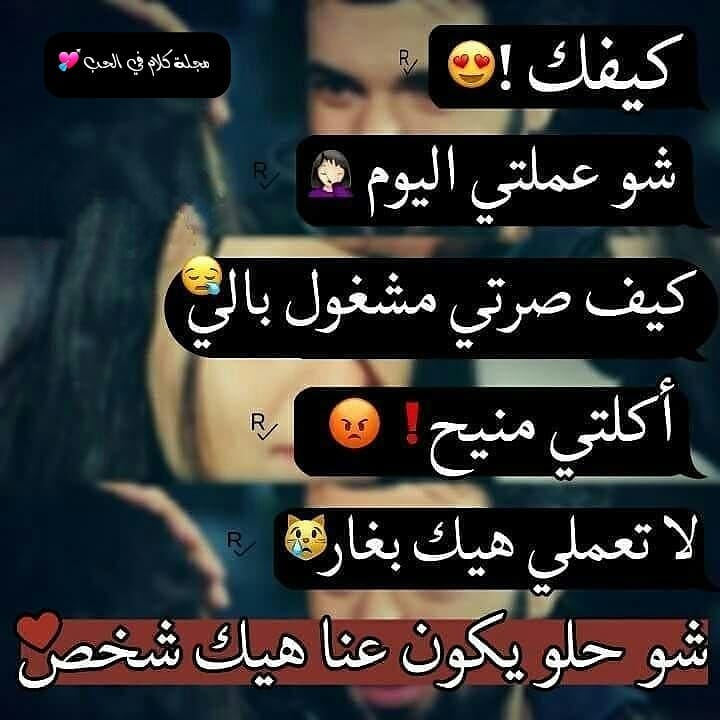 مجلة كلام في الحب 💘
كيفك ! 😍
R
شو عملتي اليوم 🤦🏻‍♀️
R
كيف صرتي مشغول بالي 😪
أكلتي منيح ❗ 😡
R
لا تعملي هيك بغار 😿
R
شو حلو يكون عنا هيك شخص ❤️